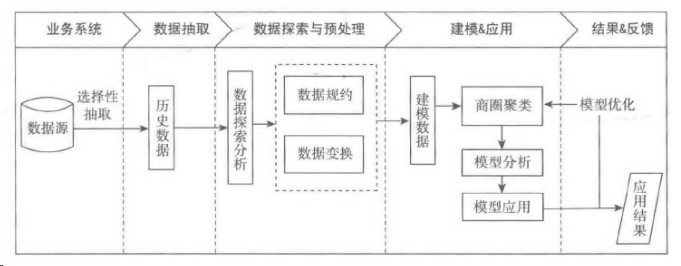 业务系统
数据抽取
数据探索与预处理
建模&应用
结果&反馈
数据源
选择性
抽取
历史数据
数据探索分析
数据规约
数据变换
建模数据
商圈聚类
模型分析
模型应用
模型优化
应用结果